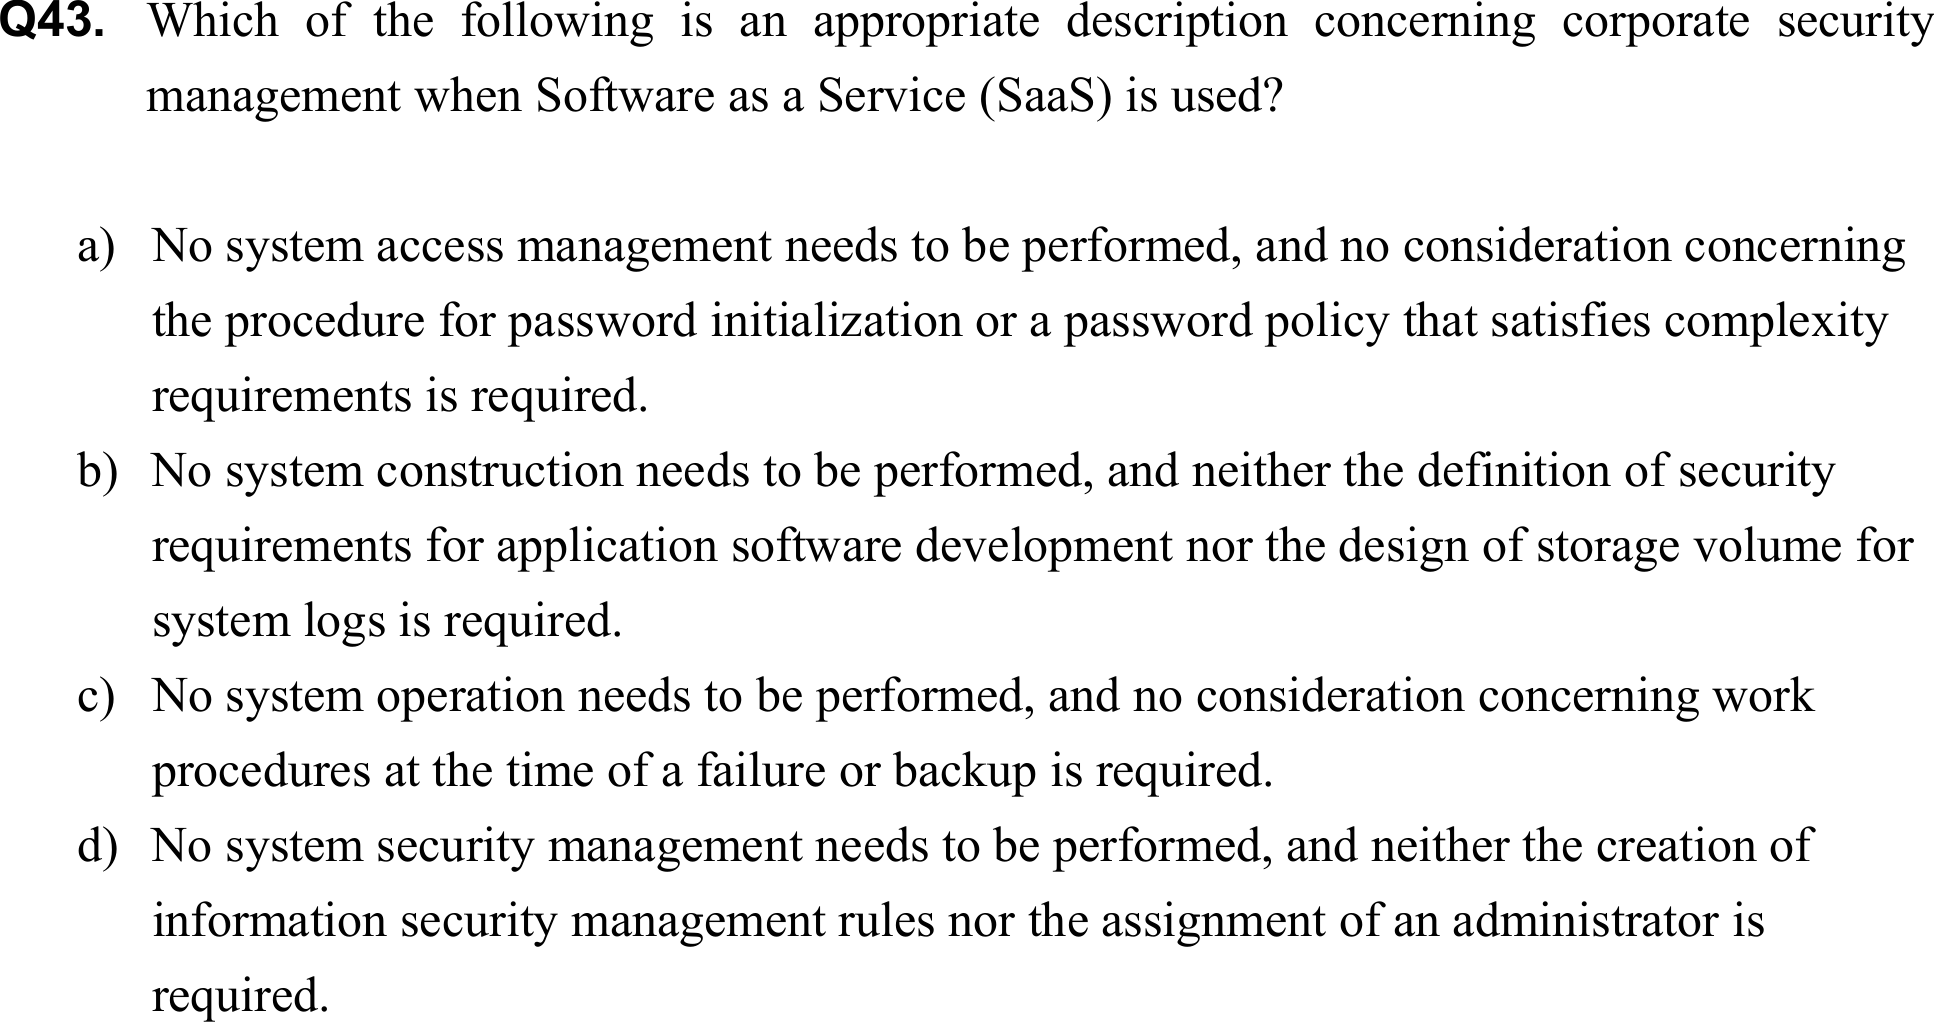 Q43. Which of the following is an appropriate description concerning corporate security
management when Software as a Service (SaaS) is used?
a) No system access management needs to be performed, and no consideration concerning
the procedure for password initialization or a password policy that satisfies complexity
requirements is required.
b) No system construction needs to be performed, and neither the definition of security
requirements for application software development nor the design of storage volume for
system logs is required.
c) No system operation needs to be performed, and no consideration concerning work
procedures at the time of a failure or backup is required.
d) No system security management needs to be performed, and neither the creation of
information security management rules nor the assignment of an administrator is
required.